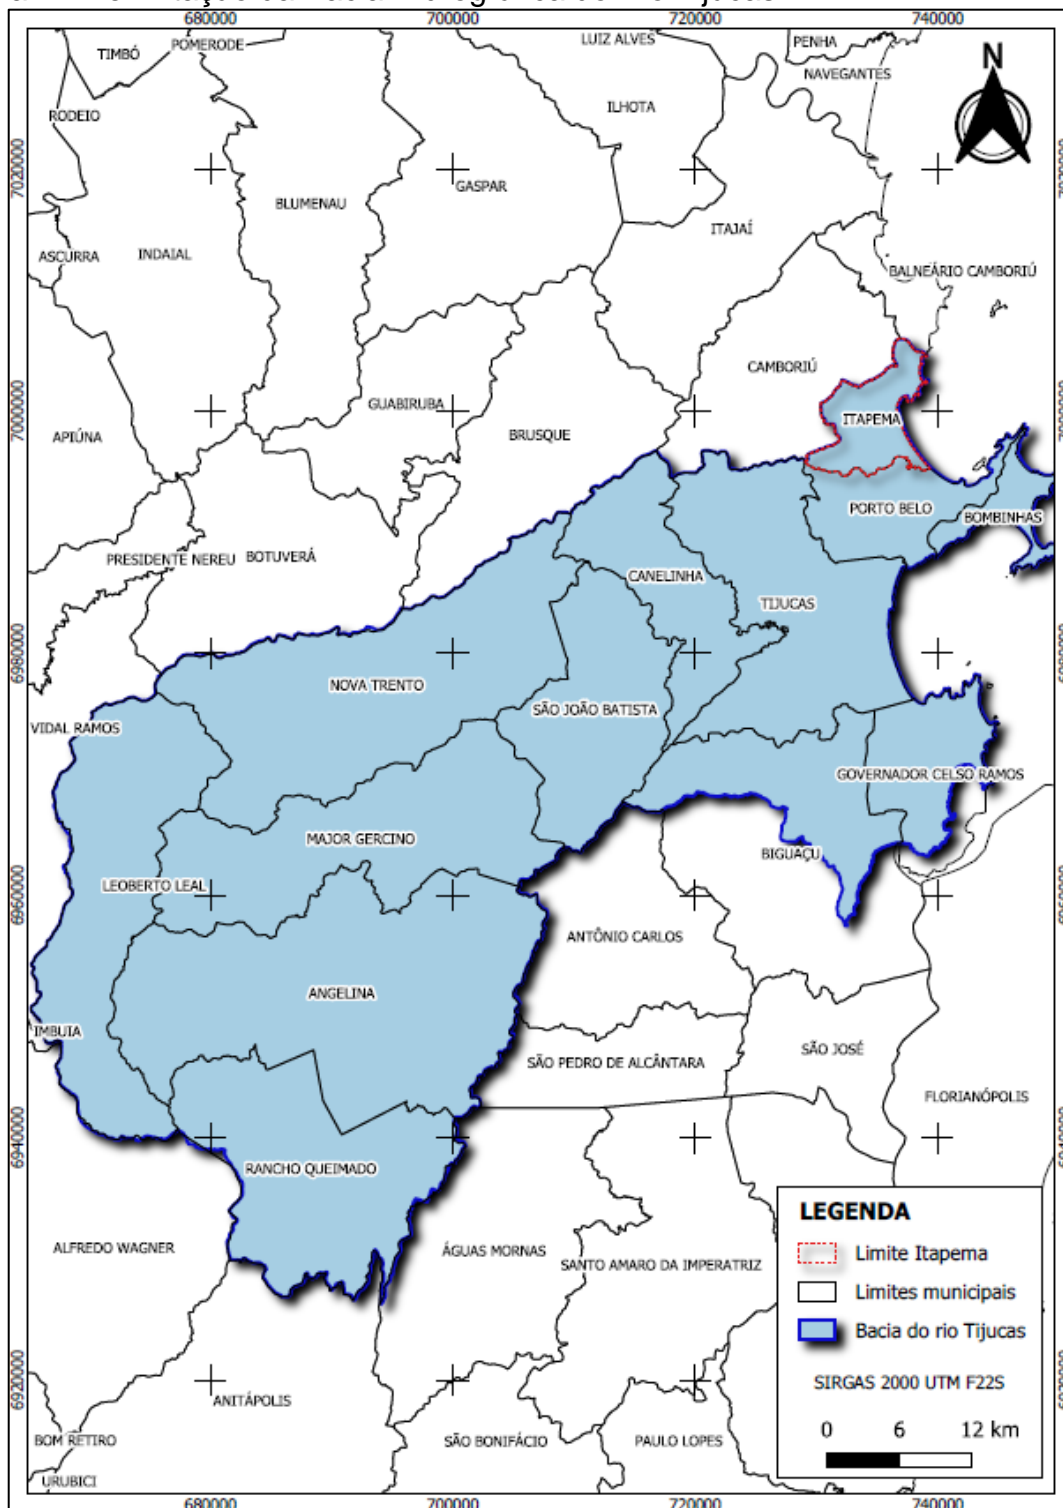 680000 700000 720000 740000
TIMBÓ
POMERODE
LUIZ ALVES
PENHA
NAVEGANTES
N
RODEIO
ILHOTA
7020000
GASPAR
BLUMENAU
ITAJAÍ
ASCURRA
INDAIAL
BALNEÁRIO CAMBORIÚ
CAMBORIÚ
7000000
GUABIRUBA
ITAPEMA
APIÚNA
BRUSQUE
PORTO BELO
BOMBINHAS
PRESIDENTE NEREU
BOTUVERÁ
CANELINHA
TIJUCAS
6980000
NOVA TRENTO
SÃO JOÃO BATISTA
VIDAL RAMOS
GOVERNADOR CELSO RAMOS
MAJOR GERCINO
BIGUAÇU
LEOBERTO LEAL
6960000
ANTÔNIO CARLOS
ANGELINA
IMBUIA
SÃO JOSÉ
SÃO PEDRO DE ALCÂNTARA
FLORIANÓPOLIS
6940000
RANCHO QUEIMADO
ALFREDO WAGNER
ÁGUAS MORNAS
SANTO AMARO DA IMPERATRIZ
6920000
ANITÁPOLIS
BOM RETIRO
SÃO BONIFÁCIO
PAULO LOPES
URUBICI
LEGENDA
Limite Itapema
Limites municipais
Bacia do rio Tijucas
SIRGAS 2000 UTM F22S
0 6 12 km
680000 700000 720000 740000